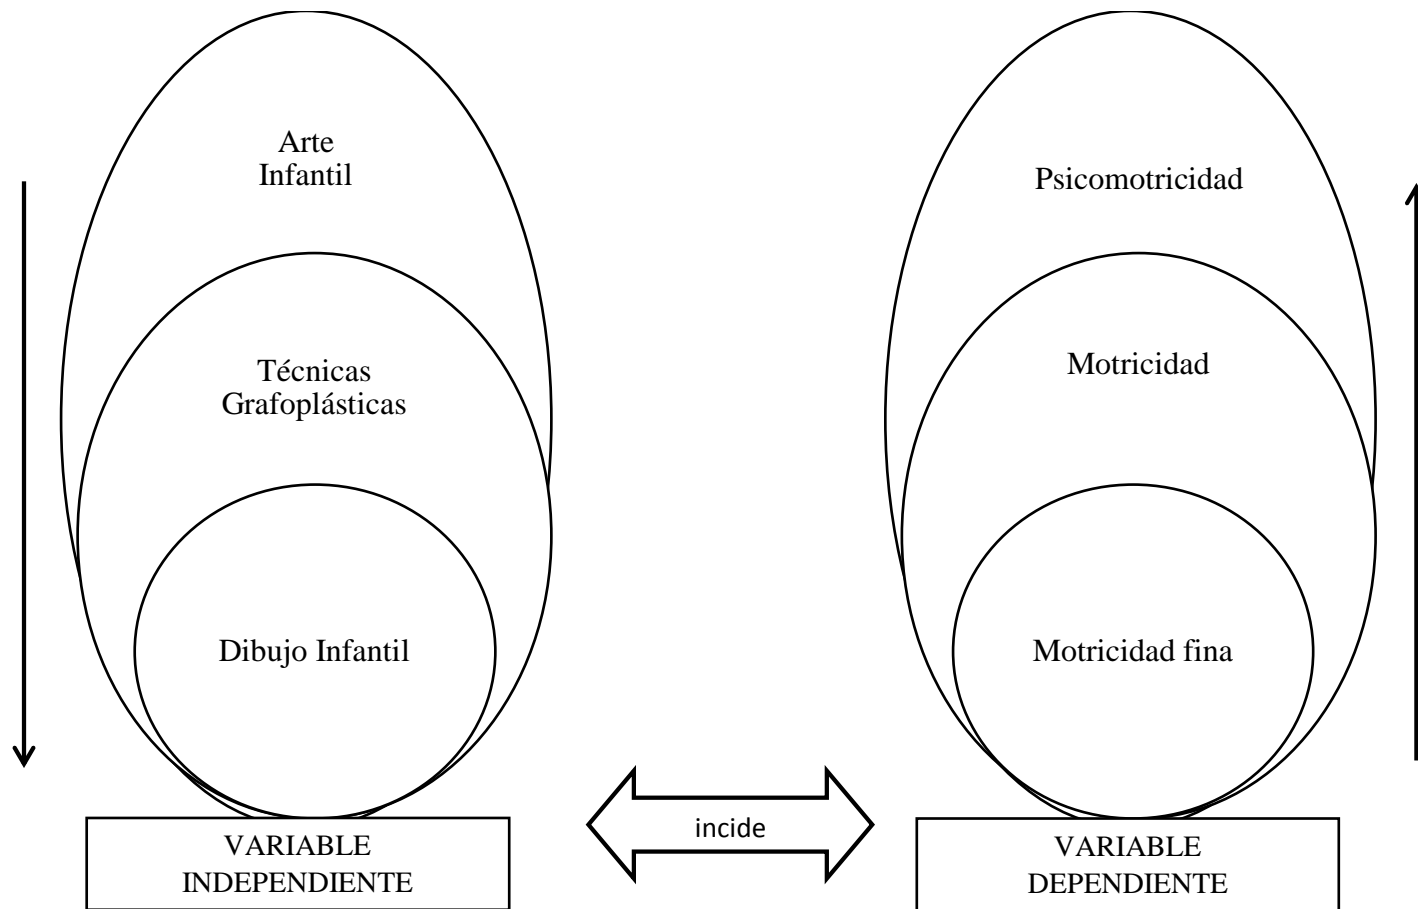 Arte
Infantil
Técnicas
Grafoplásticas
Dibujo Infantil
VARIABLE
INDEPENDIENTE
incide
Psicomotricidad
Motricidad
Motricidad fina
VARIABLE
DEPENDIENTE